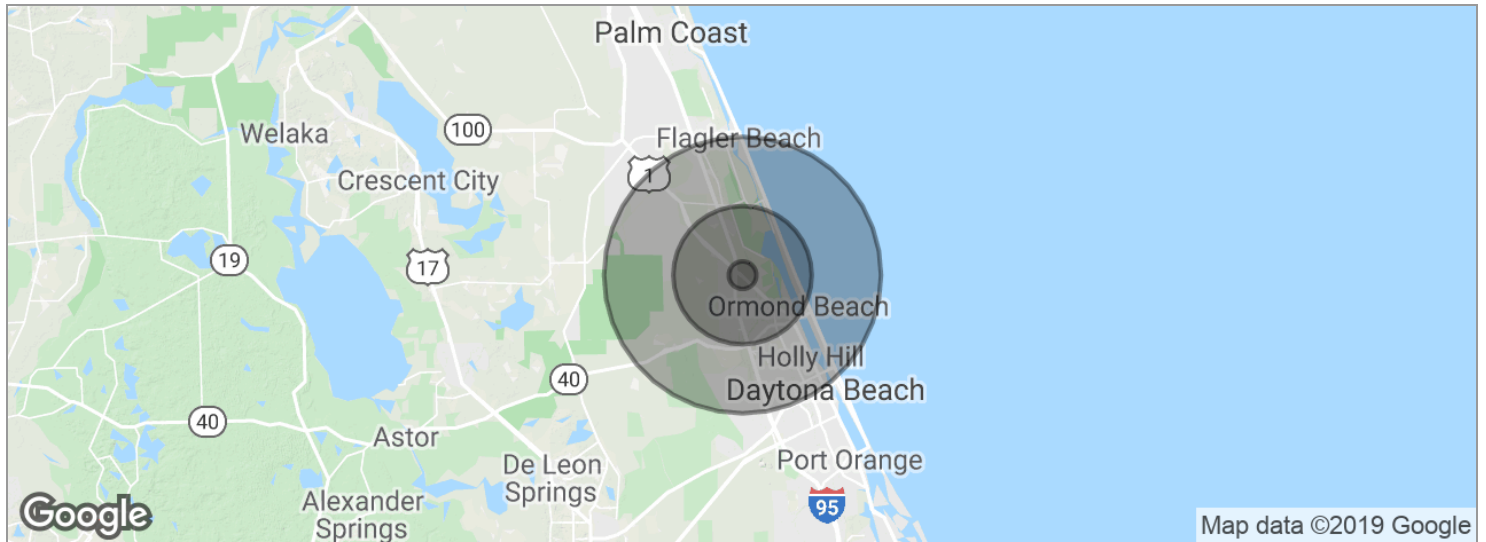 Palm Coast
Welaka
100
Flagler Beach
1
Crescent City
19
17
Ormond Beach
Holly Hill
40
Daytona Beach
40
Astor
De Leon
Springs
Port Orange
Alexander
Springs
95
Google
Map data ©2019 Google